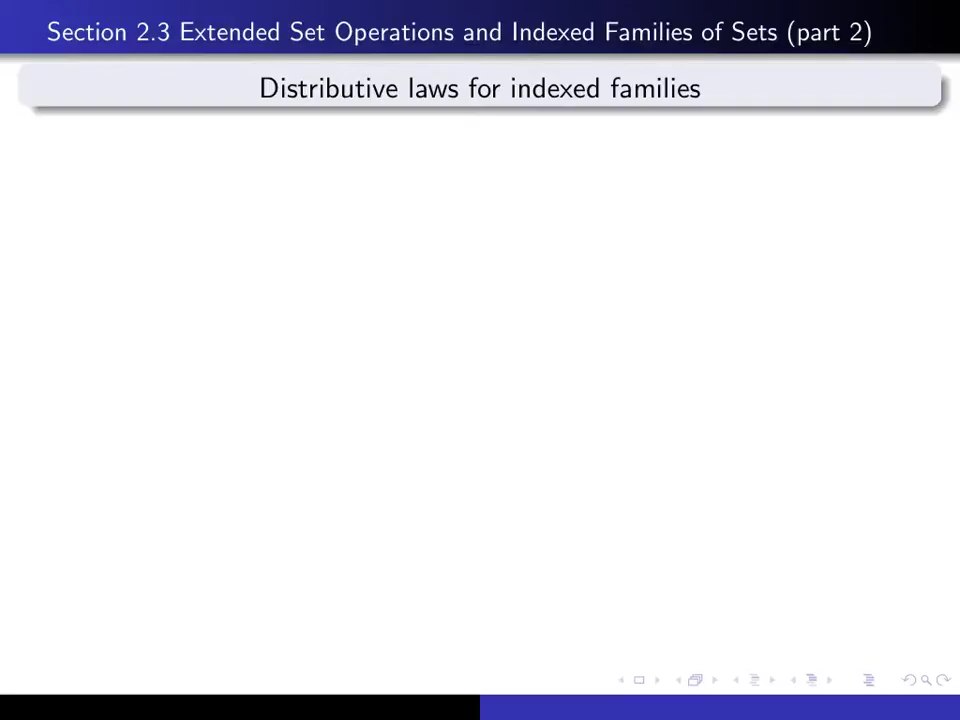 Section 2.3 Extended Set Operations and Indexed Families of Sets (part 2)
Distributive laws for indexed families